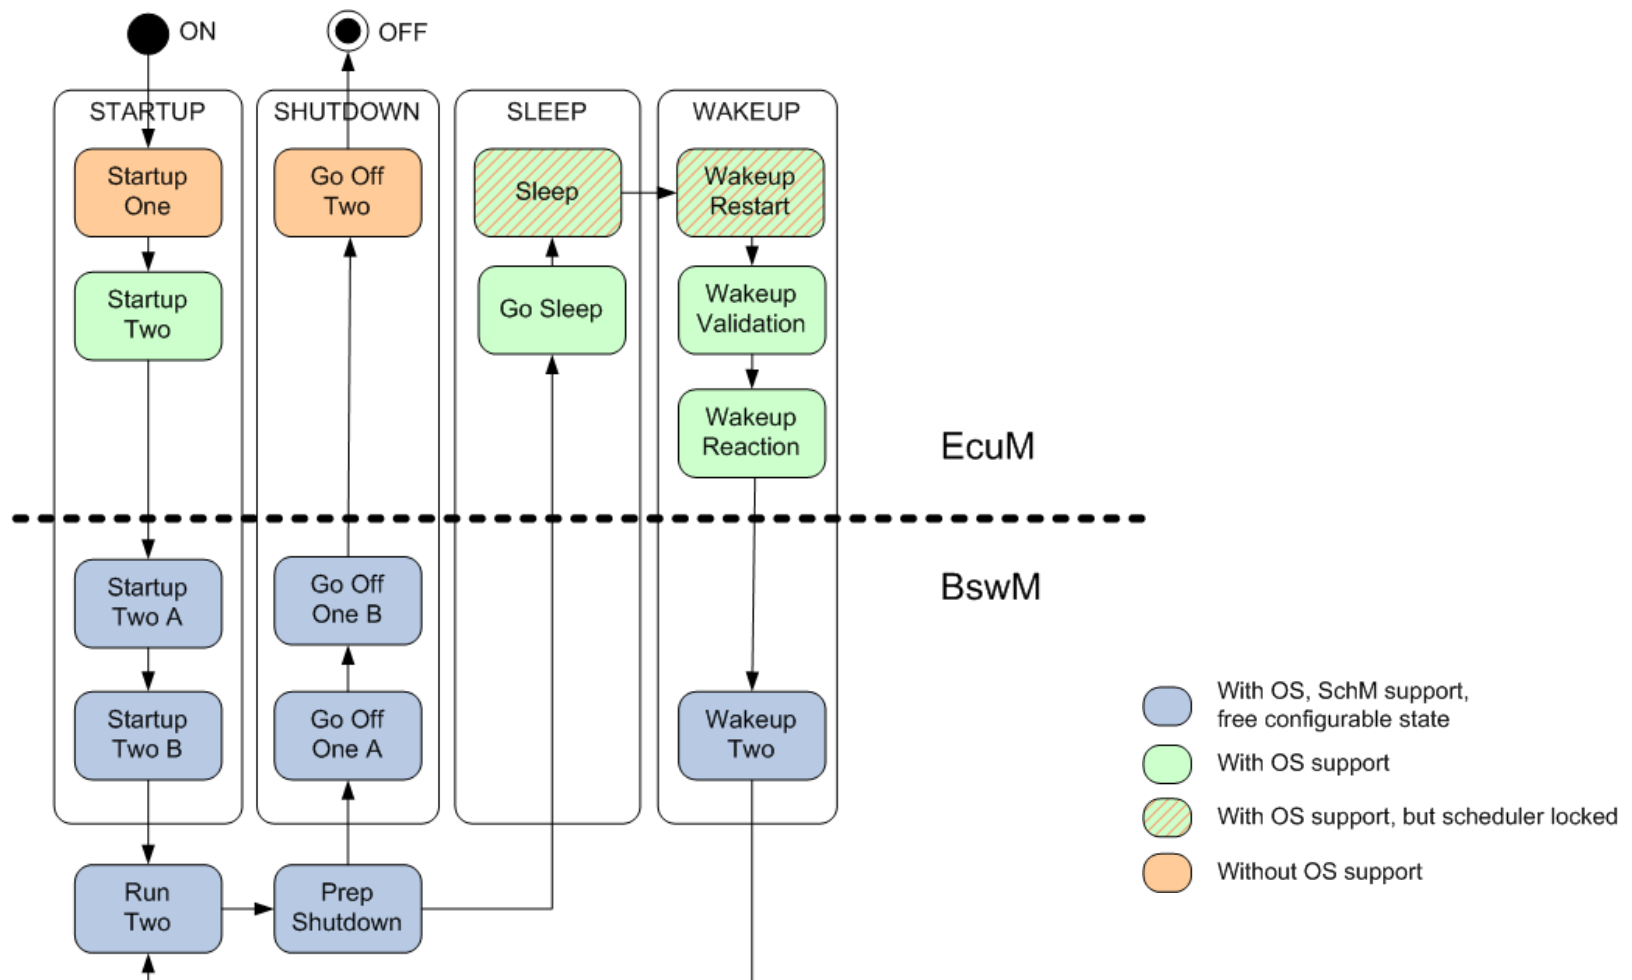 ON
OFF
STARTUP
SHUTDOWN
SLEEP
WAKEUP
Startup
One
Go Off
Two
Sleep
Wakeup
Restart
Startup
Two
Go Sleep
Wakeup
Validation
Wakeup
Reaction
EcuM
BswM
Startup
Two A
Go Off
One B
Startup
Two B
Go Off
One A
Wakeup
Two
Run
Two
Prep
Shutdown
With OS, SchM support,
free configurable state
With OS support
With OS support, but scheduler locked
Without OS support